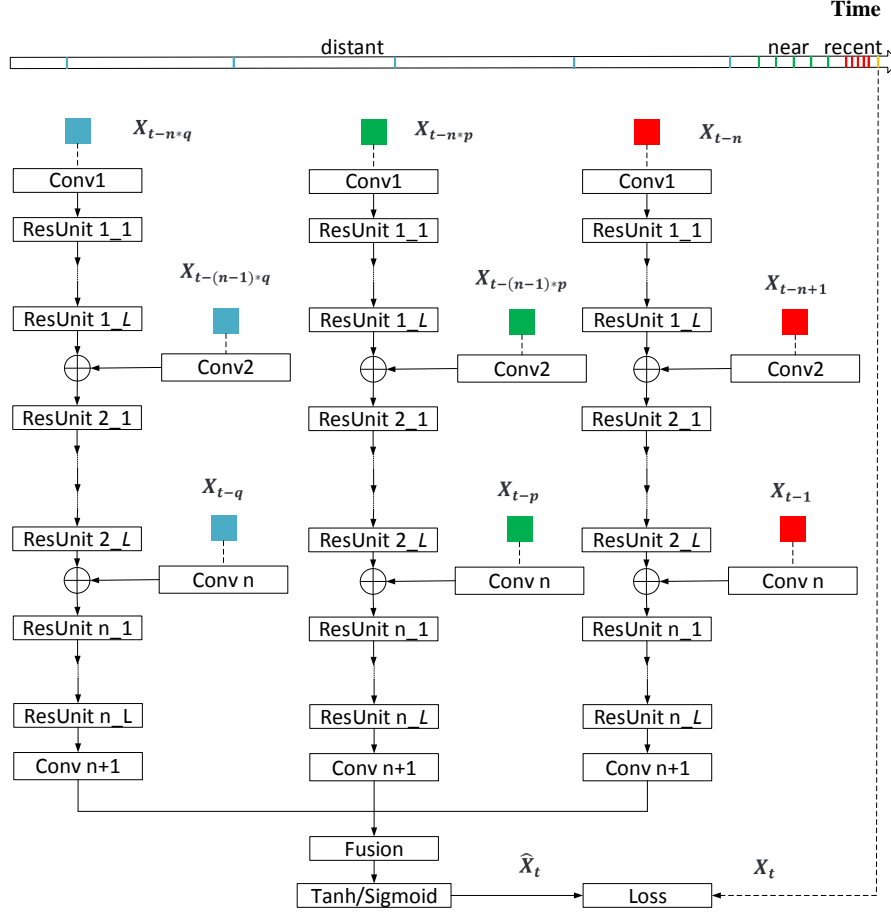 Time
distant near recent
X_{t-n*q} X_{t-n*p} X_{t-n}
Conv1 Conv1 Conv1
ResUnit 1_1 ResUnit 1_1 ResUnit 1_1
X_{t-(n-1)*q} X_{t-(n-1)*p} X_{t-n+1}
ResUnit 1_L ResUnit 1_L ResUnit 1_L
Conv2 Conv2 Conv2
ResUnit 2_1 ResUnit 2_1 ResUnit 2_1
X_{t-q} X_{t-p} X_{t-1}
ResUnit 2_L ResUnit 2_L ResUnit 2_L
Conv n Conv n Conv n
ResUnit n_1 ResUnit n_1 ResUnit n_1
ResUnit n_L ResUnit n_L ResUnit n_L
Conv n+1 Conv n+1 Conv n+1
Fusion
X̂_t X_t
Tanh/Sigmoid Loss